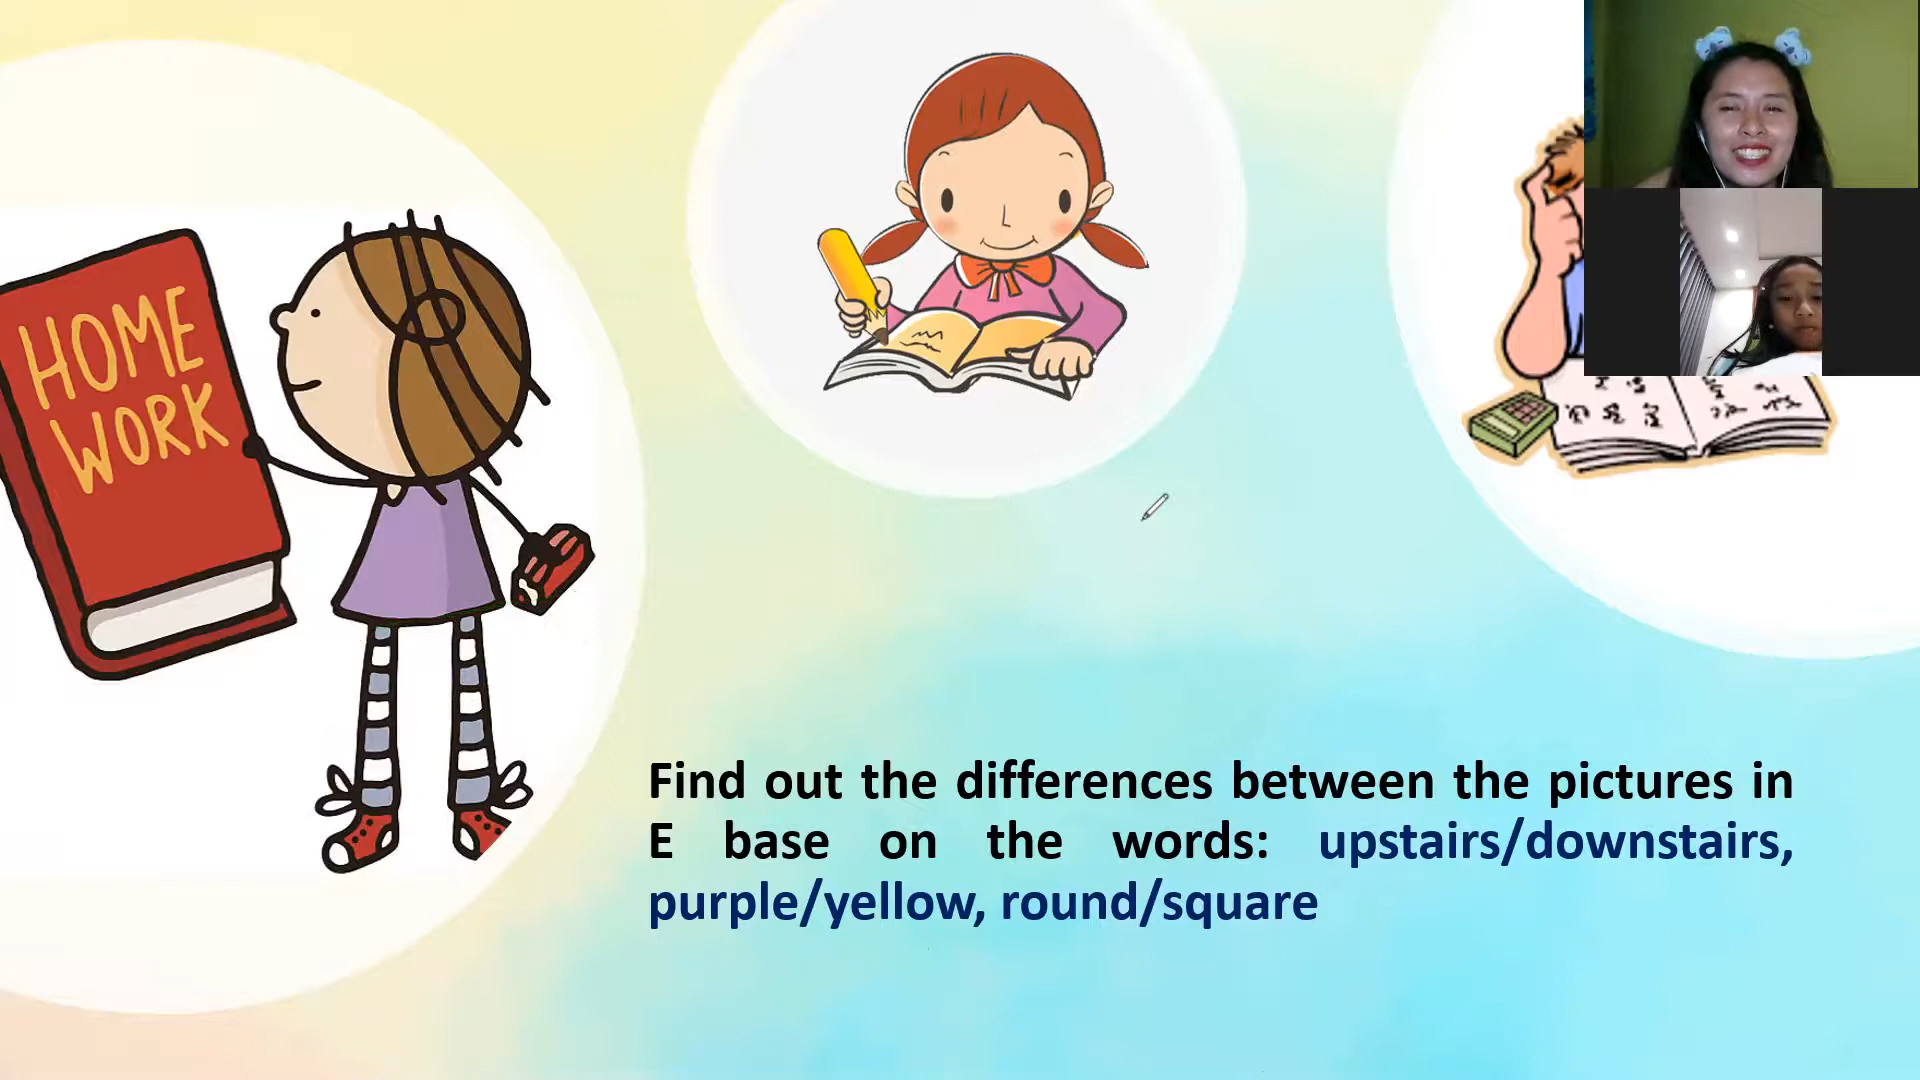 HOME
WORK
Find out the differences between the pictures in
E base on the words: upstairs/downstairs,
purple/yellow, round/square